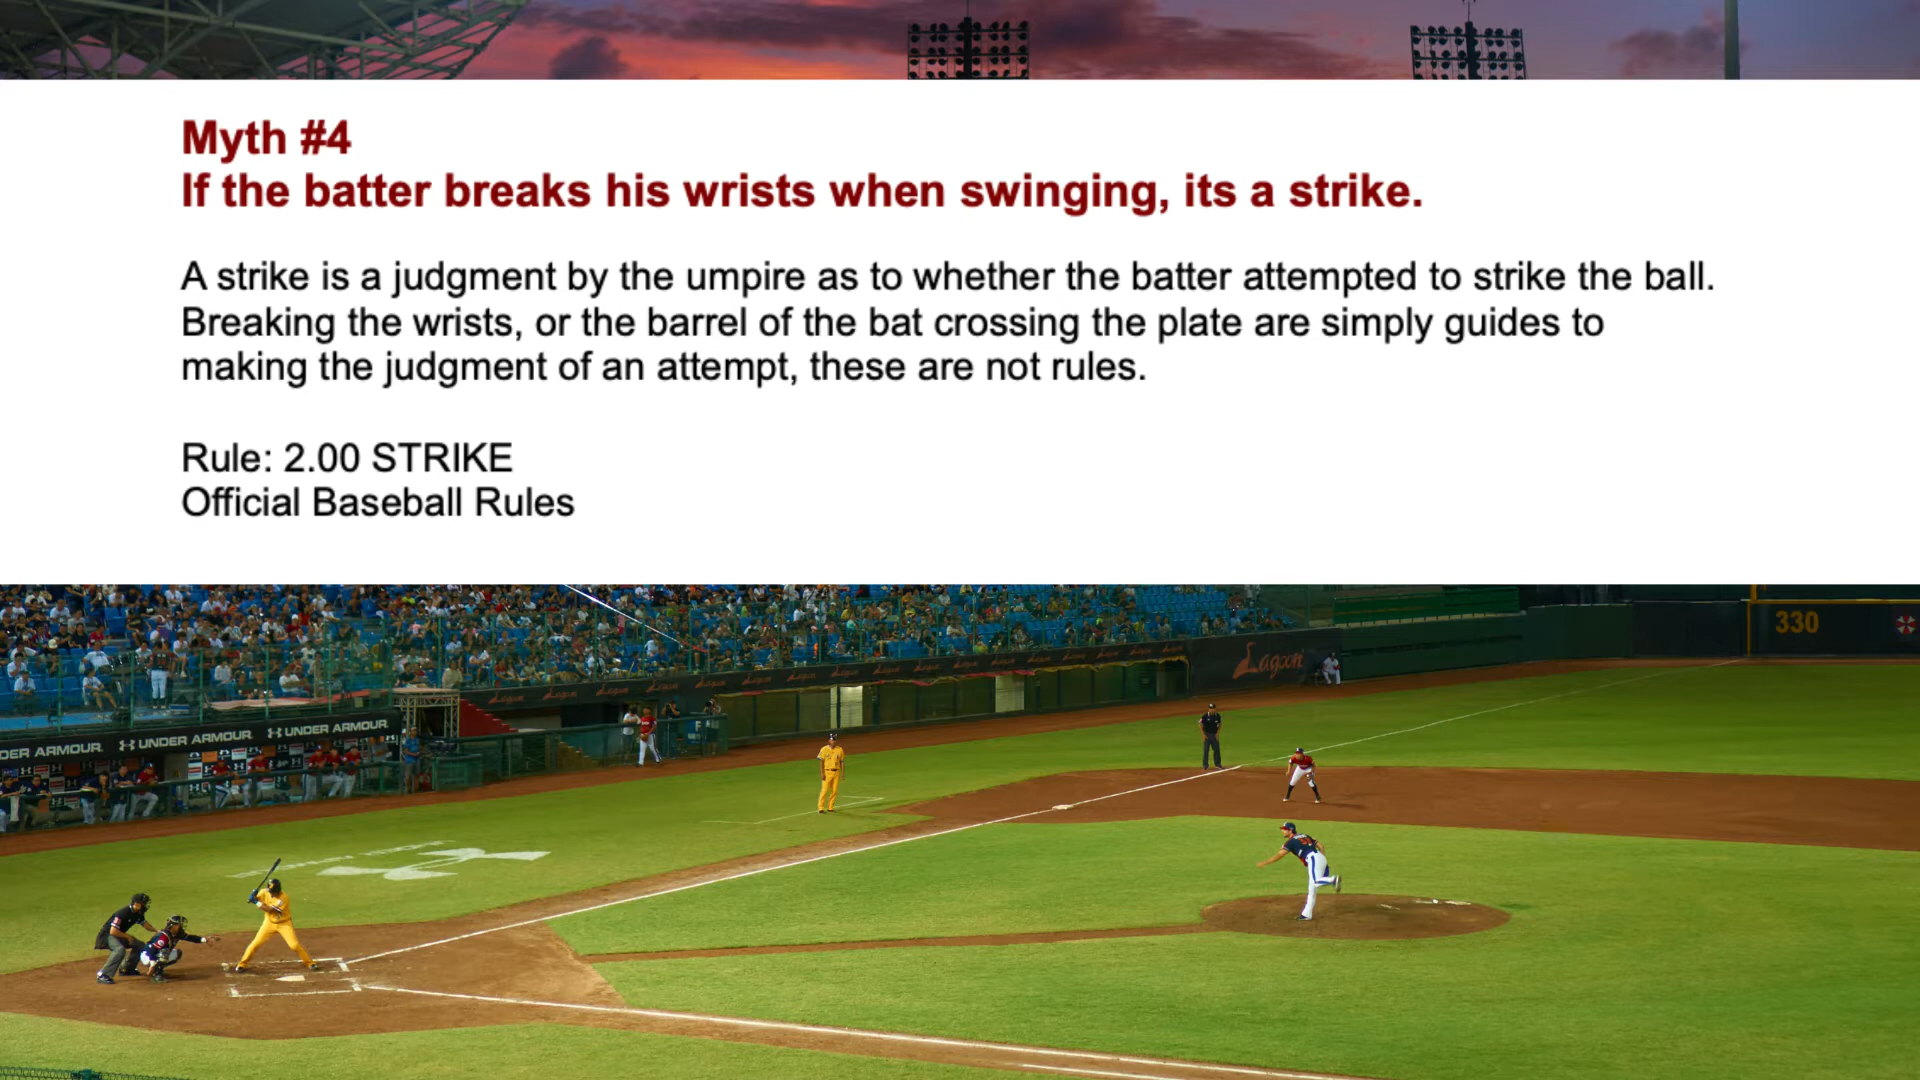 Myth #4
If the batter breaks his wrists when swinging, its a strike.
A strike is a judgment by the umpire as to whether the batter attempted to strike the ball.
Breaking the wrists, or the barrel of the bat crossing the plate are simply guides to
making the judgment of an attempt, these are not rules.
Rule: 2.00 STRIKE
Official Baseball Rules
330
Lagoon
DER ARMOUR. UNDER ARMOUR. UNDER ARMOUR.